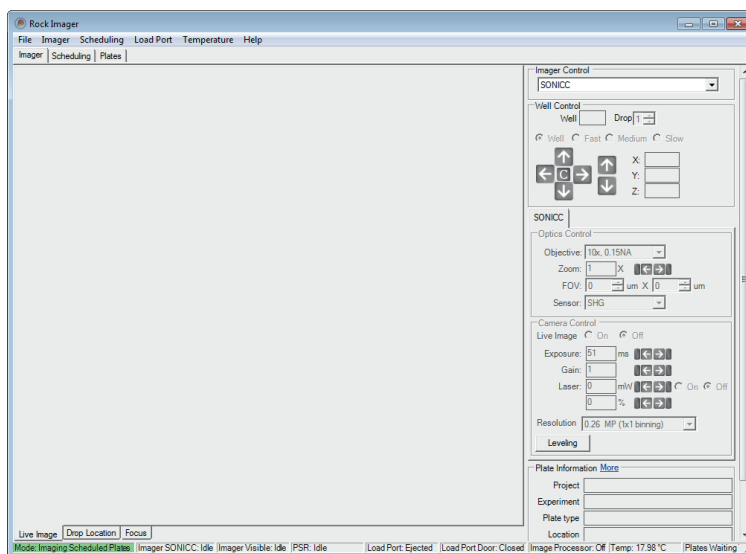 Rock Imager
File Imager Scheduling Load Port Temperature Help
Imager Scheduling Plates
Imager Control
SONICC
Well Control
Well Drop 1
Well Fast Medium Slow
C X:
Y:
Z:
SONICC
Optics Control
Objective: 10x, 0.15NA
Zoom: 1 X
FOV: 0 um X 0 um
Sensor: SHG
Camera Control
Live Image On Off
Exposure: 51 ms
Gain: 1
Laser: 0 mW On Off
0 %
Resolution 0.26 MP (1x1 binning)
Leveling
Plate Information More
Project
Experiment
Plate type
Location
Live Image Drop Location Focus
Mode: Imaging Scheduled Plates Imager SONICC: Idle Imager Visible: Idle PSR: Idle Load Port: Ejected Load Port Door: Closed Image Processor: Off Temp: 17.98 °C Plates Waiting